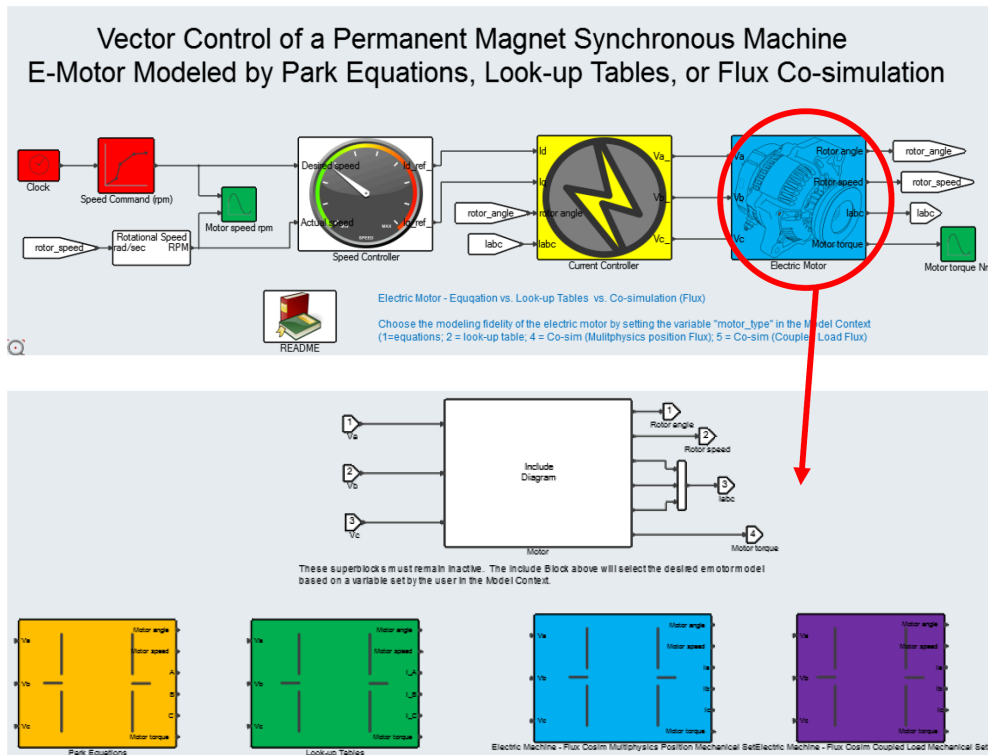 Vector Control of a Permanent Magnet Synchronous Machine
E-Motor Modeled by Park Equations, Look-up Tables, or Flux Co-simulation
Clock
Speed Command (rpm)
Motor speed rpm
rotor_speed
Rotational Speed
rad/sec RPM
Desired speed
Id_ref_
Actual speed
Iq_ref_
MAX
SPEED
Speed Controller
rotor_angle
Iabc
Id
Iq
rotor angle
Iabc
Va_
Vb_
Vc_
Current Controller
Va
Vb
Vc
Rotor angle
Rotor speed
Iabc
Motor torque
Electric Motor
rotor_angle
rotor_speed
Iabc
Motor torque Nm
README
Electric Motor - Equqation vs. Look-up Tables vs. Co-simulation (Flux)
Choose the modeling fidelity of the electric motor by setting the variable "motor_type" in the Model Context
(1=equations; 2 = look-up table; 4 = Co-sim (Mulitphysics position Flux); 5 = Co-sim (Coupled Load Flux)
1
Va
2
Vb
3
Vc
Include
Diagram
Motor
1
Rotor angle
2
Rotor speed
3
Iabc
4
Motor torque
These superblocks must remain inactive. The Include Block above will select the desired emotor model
based on a variable set by the user in the Model Context.
Va
Vb
Vc
Motor angle
Motor speed
A
B
C
Motor torque
Park Equations
Va
Vb
Vc
Motor angle
Motor speed
I_A
I_B
I_C
Motor torque
Look-up Tables
Va
Vb
Vc
Motor angle
Motor speed
Ia
Ib
Ic
Motor torque
Electric Machine - Flux Cosim Multiphysics Position Mechanical Set
Va
Vb
Vc
Motor angle
Motor speed
Ia
Ib
Ic
Motor torque
Electric Machine - Flux Cosim Coupled Load Mechanical Set